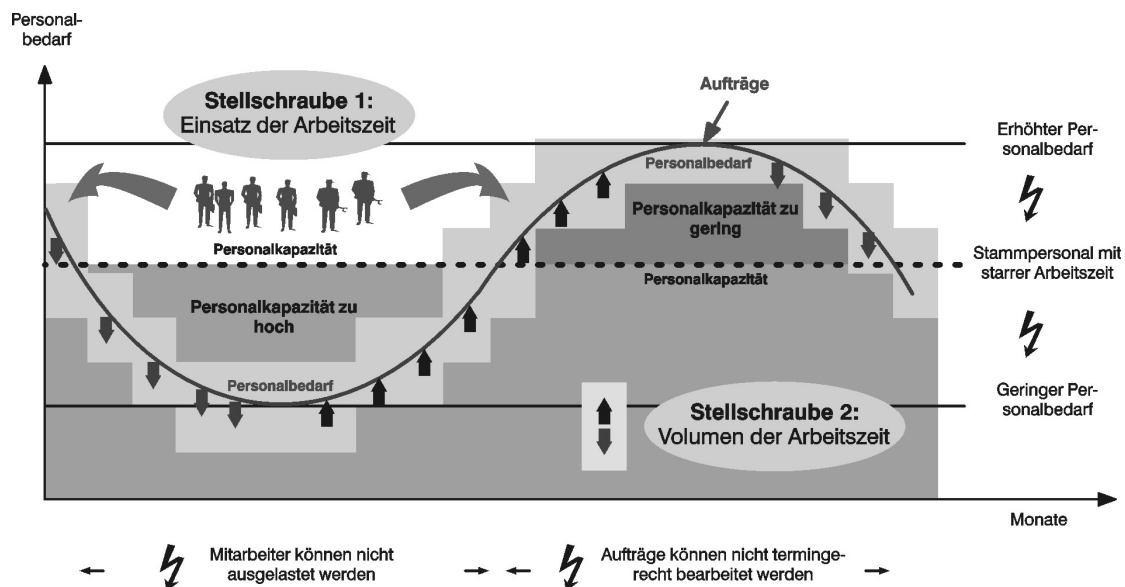 Personal-
bedarf
Stellschraube 1:
Einsatz der Arbeitszeit
Aufträge
Erhöhter Per-
sonalbedarf
Personalbedarf
Personalkapazität zu
gering
Personalkapazität
Stammpersonal mit
starrer Arbeitszeit
Personalkapazität
Personalkapazität zu
hoch
Personalbedarf
Geringer Per-
sonalbedarf
Stellschraube 2:
Volumen der Arbeitszeit
Monate
Mitarbeiter können nicht
ausgelastet werden
Aufträge können nicht terminge-
recht bearbeitet werden